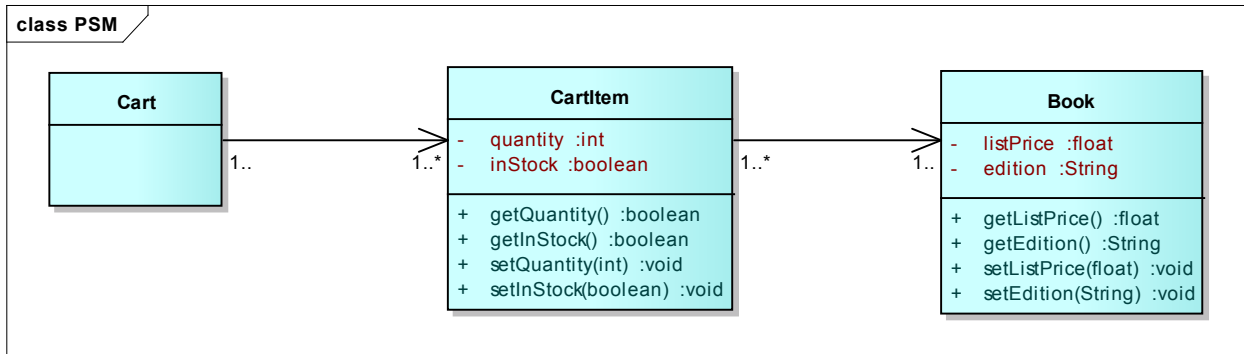 class PSM
Cart
1..
1..*
CartItem
- quantity :int
- inStock :boolean
+ getQuantity() :boolean
+ getInStock() :boolean
+ setQuantity(int) :void
+ setInStock(boolean) :void
1..*
1..
Book
- listPrice :float
- edition :String
+ getListPrice() :float
+ getEdition() :String
+ setListPrice(float) :void
+ setEdition(String) :void